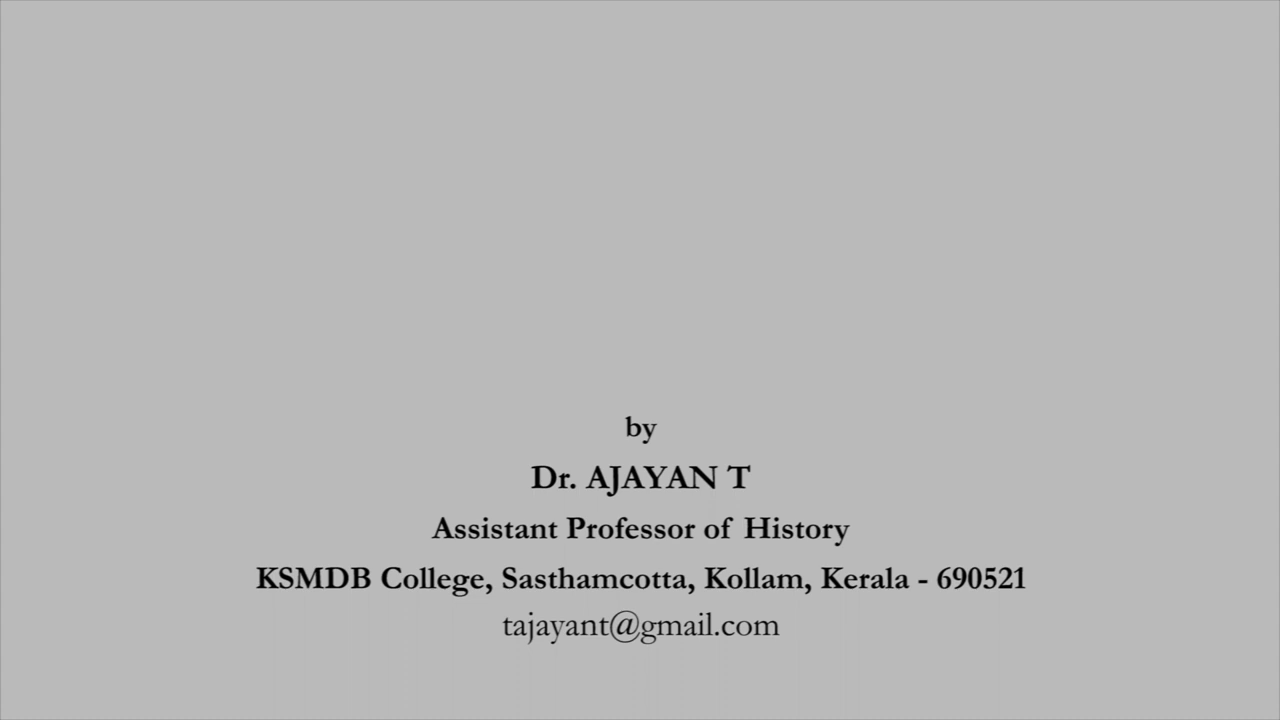 by
Dr. AJAYAN T
Assistant Professor of History
KSMDB College, Sasthamcotta, Kollam, Kerala - 690521
tajayant@gmail.com